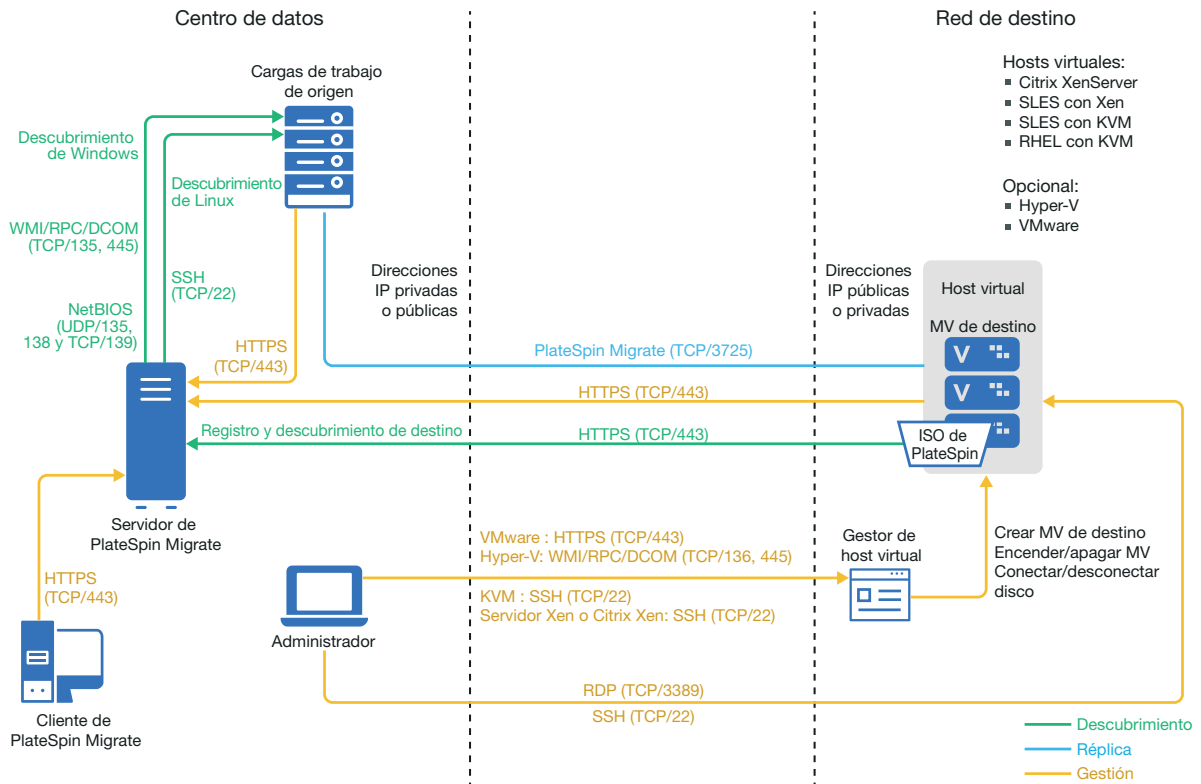 Centro de datos
Red de destino
Cargas de trabajo
de origen
Hosts virtuales:
Citrix XenServer
SLES con Xen
SLES con KVM
RHEL con KVM
Opcional:
Hyper-V
VMware
Descubrimiento
de Windows
Descubrimiento
de Linux
WMI/RPC/DCOM
(TCP/135, 445)
SSH
(TCP/22)
NetBIOS
(UDP/135,
138 y TCP/139)
HTTPS
(TCP/443)
Direcciones
IP privadas
o públicas
Direcciones
IP públicas
o privadas
Host virtual
MV de destino
V
V
PlateSpin Migrate (TCP/3725)
HTTPS (TCP/443)
Registro y descubrimiento de destino
HTTPS (TCP/443)
ISO de
PlateSpin
Servidor de
PlateSpin Migrate
VMware : HTTPS (TCP/443)
Hyper-V: WMI/RPC/DCOM (TCP/136, 445)
KVM : SSH (TCP/22)
Servidor Xen o Citrix Xen: SSH (TCP/22)
Gestor de
host virtual
Crear MV de destino
Encender/apagar MV
Conectar/desconectar
disco
HTTPS
(TCP/443)
Administrador
RDP (TCP/3389)
SSH (TCP/22)
Cliente de
PlateSpin Migrate
Descubrimiento
Réplica
Gestión